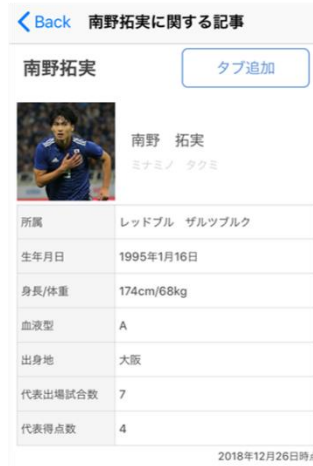 Back 南野拓実に関する記事
南野拓実 タブ追加
南野 拓実
ミナミノ タクミ
所属 レッドブル ザルツブルク
生年月日 1995年1月16日
身長/体重 174cm/68kg
血液型 A
出身地 大阪
代表出場試合数 7
代表得点数 4
2018年12月26日時点